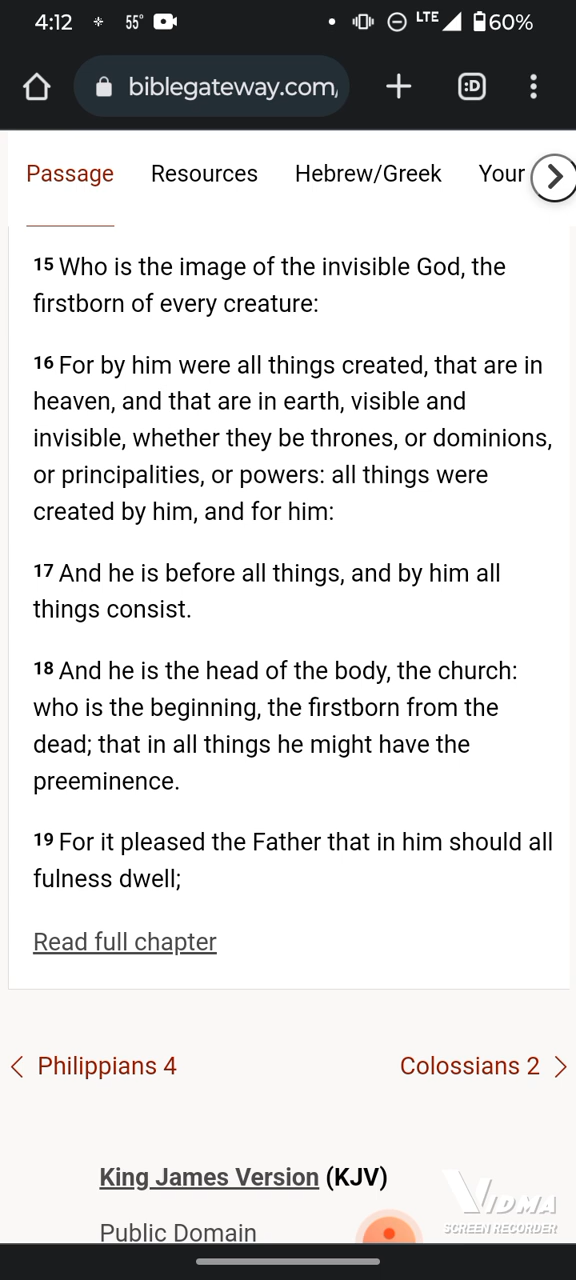 4:12 55° LTE 60%
biblegateway.com/ :D
Passage Resources Hebrew/Greek Your
15 Who is the image of the invisible God, the
firstborn of every creature:
16 For by him were all things created, that are in
heaven, and that are in earth, visible and
invisible, whether they be thrones, or dominions,
or principalities, or powers: all things were
created by him, and for him:
17 And he is before all things, and by him all
things consist.
18 And he is the head of the body, the church:
who is the beginning, the firstborn from the
dead; that in all things he might have the
preeminence.
19 For it pleased the Father that in him should all
fulness dwell;
Read full chapter
Philippians 4 Colossians 2
King James Version (KJV)
Public Domain
VIDMA
SCREEN RECORDER